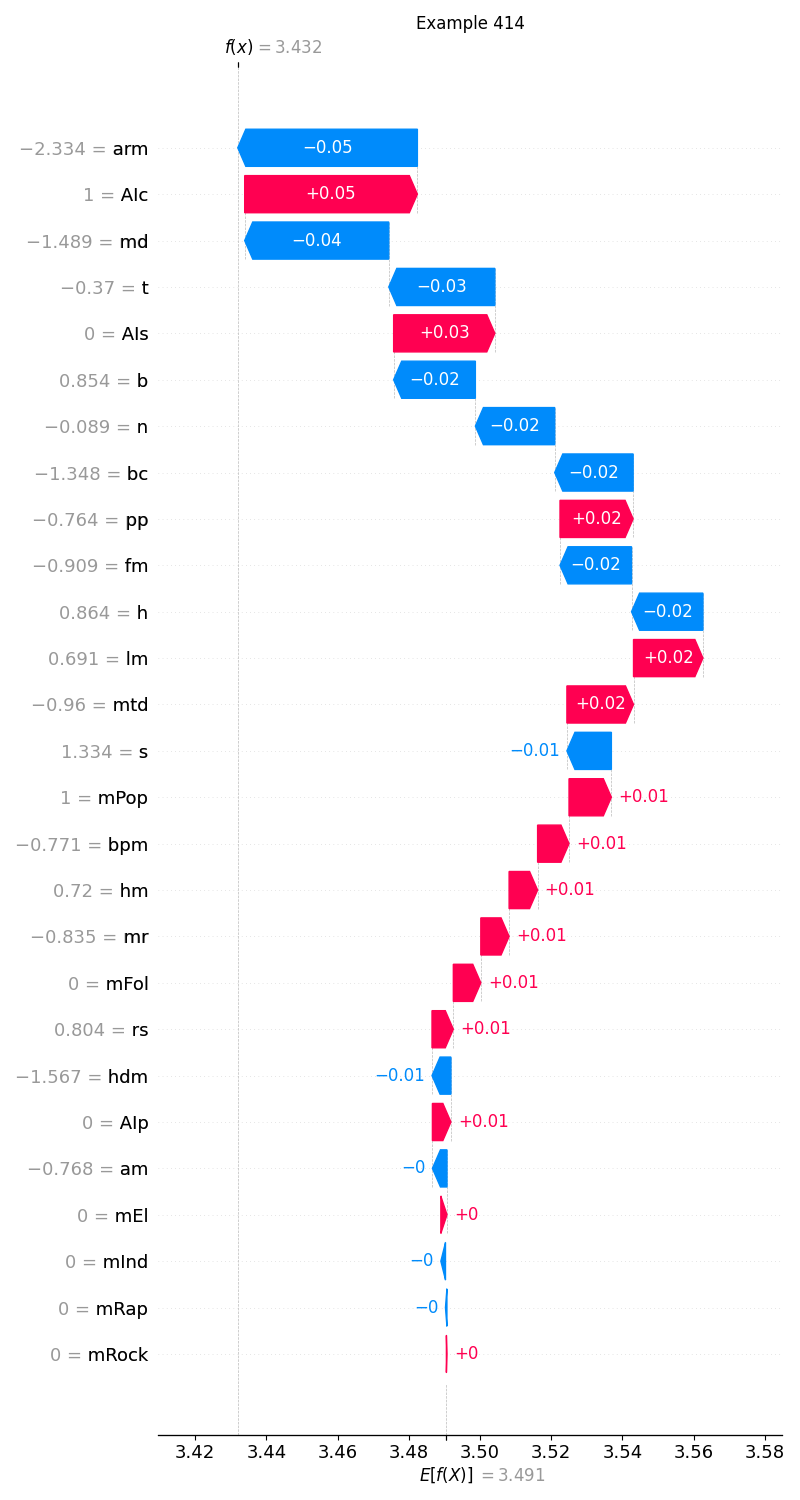 Example 414
f(x) = 3.432
−2.334 = arm −0.05
1 = AIc +0.05
−1.489 = md −0.04
−0.37 = t −0.03
0 = AIs +0.03
0.854 = b −0.02
−0.089 = n −0.02
−1.348 = bc −0.02
−0.764 = pp +0.02
−0.909 = fm −0.02
0.864 = h −0.02
0.691 = lm +0.02
−0.96 = mtd +0.02
1.334 = s −0.01
1 = mPop +0.01
−0.771 = bpm +0.01
0.72 = hm +0.01
−0.835 = mr +0.01
0 = mFol +0.01
0.804 = rs +0.01
−1.567 = hdm −0.01
0 = AIp +0.01
−0.768 = am −0
0 = mEl +0
0 = mInd −0
0 = mRap −0
0 = mRock +0
3.42 3.44 3.46 3.48 3.50 3.52 3.54 3.56 3.58
E[f(X)] = 3.491